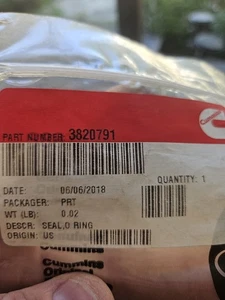 PART NUMBER 3820791
QUANTITY: 1
DATE: 06/06/2018
PACKAGER: PRT
WT (LB): 0.02
DESCR: SEAL,O RING
ORIGIN: US
Cummins
Cummins